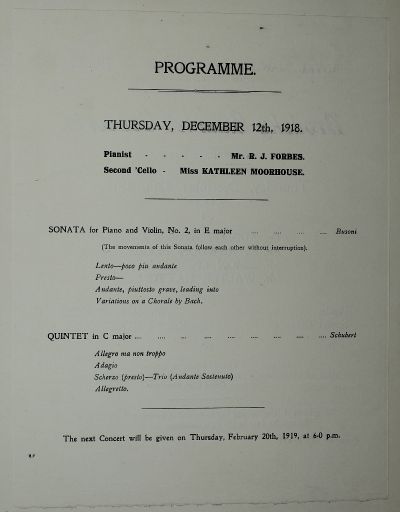 PROGRAMME.
THURSDAY, DECEMBER 12th, 1918.
Pianist - - - - - Mr. R. J. FORBES.
Second 'Cello - Miss KATHLEEN MOORHOUSE.
SONATA for Piano and Violin, No. 2, in E major .... .... .... Busoni
(The movements of this Sonata follow each other without interruption).
Lento—poco piu andante
Presto—
Andante, piuttosto grave, leading into
Variations on a Chorale by Bach.
QUINTET in C major ... .... ... .... .... .... .... .... Schubert
Allegro ma non troppo
Adagio
Scherzo (presto)—Trio (Andante Sostenuto)
Allegretto.
The next Concert will be given on Thursday, February 20th, 1919, at 6-0 p.m.